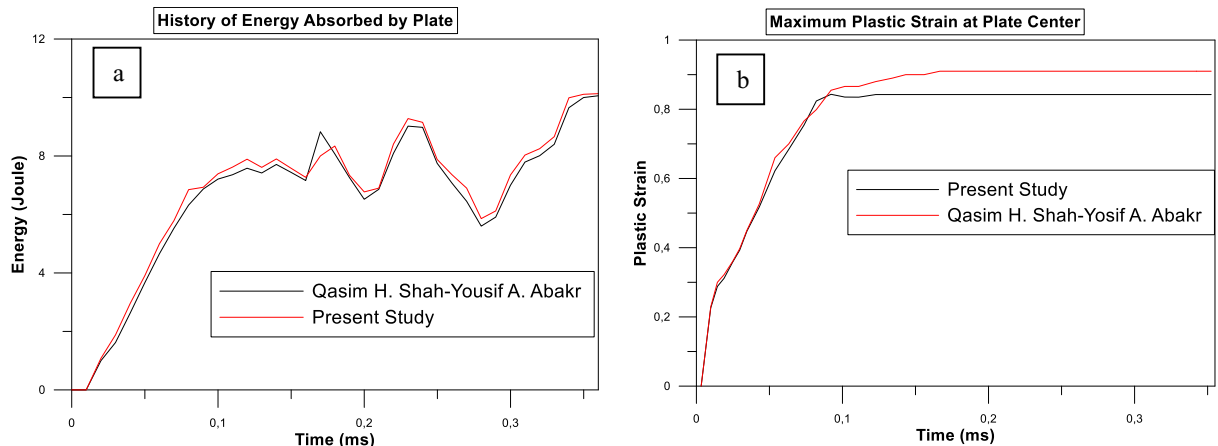 History of Energy Absorbed by Plate
12
a
8
Energy (Joule)
4
Qasim H. Shah-Yousif A. Abakr
Present Study
0
0
0,1
0,2
0,3
Time (ms)
Maximum Plastic Strain at Plate Center
1
b
0,8
0,6
Plastic Strain
Present Study
Qasim H. Shah-Yosif A. Abakr
0,4
0,2
0
0
0,1
0,2
0,3
Time (ms)